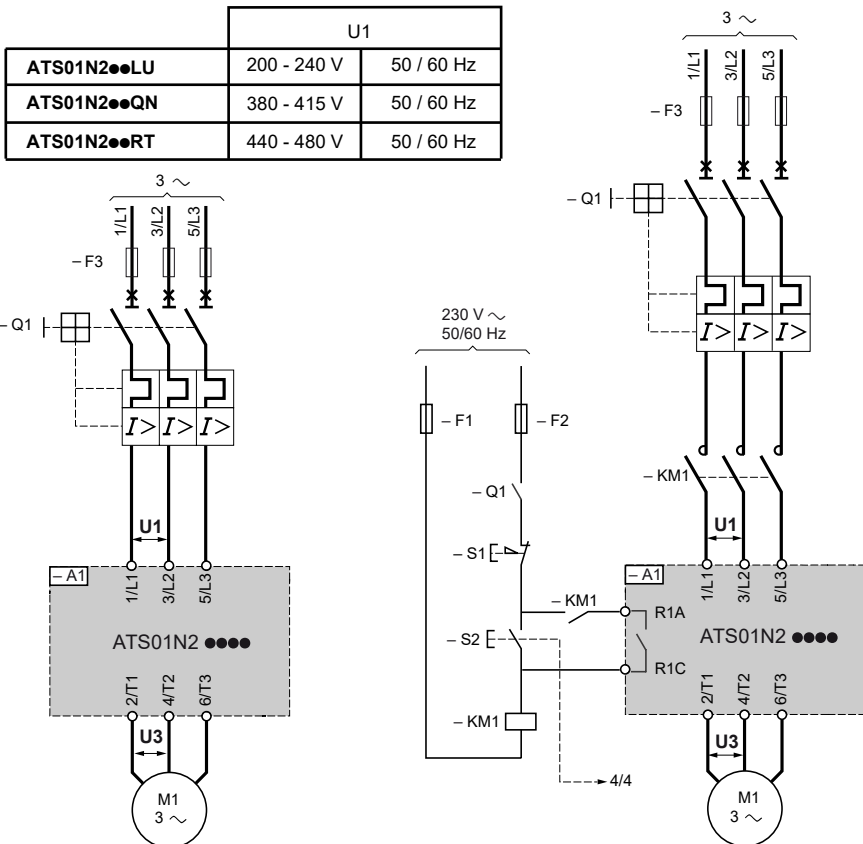 U1
ATS01N2●●LU 200 - 240 V 50 / 60 Hz
ATS01N2●●QN 380 - 415 V 50 / 60 Hz
ATS01N2●●RT 440 - 480 V 50 / 60 Hz
3 ~
1/L1 3/L2 5/L3
– F3
– Q1
I> I> I>
U1
– A1
1/L1 3/L2 5/L3
ATS01N2 ●●●●
2/T1 4/T2 6/T3
U3
M1
3 ~
230 V ~
50/60 Hz
– F1
– F2
– Q1
– S1
– KM1
– S2
– KM1
4/4
3 ~
1/L1 3/L2 5/L3
– F3
– Q1
I> I> I>
– KM1
U1
– A1
1/L1 3/L2 5/L3
R1A
ATS01N2 ●●●●
R1C
2/T1 4/T2 6/T3
U3
M1
3 ~